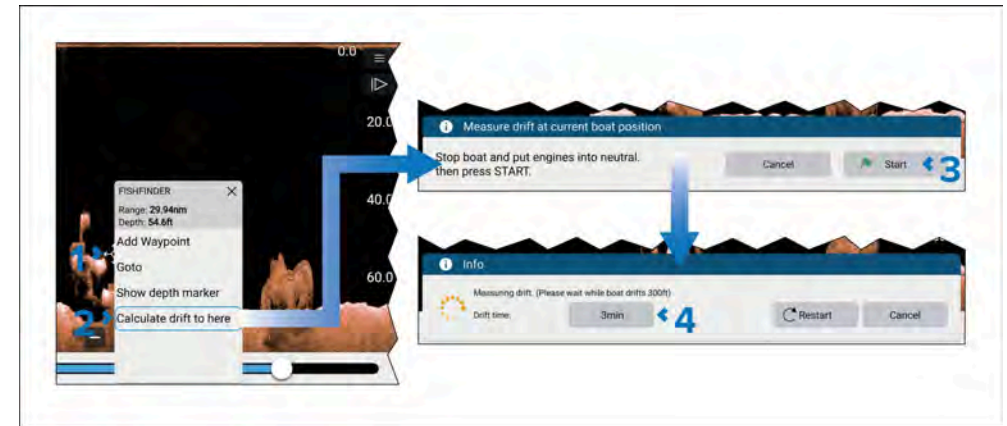 0.0
20.0
40.0
60.0
FISHFINDER
Range: 29.94nm
Depth: 54.6ft
Add Waypoint
Goto
Show depth marker
Calculate drift to here
1
2
Measure drift at current boat position
Stop boat and put engines into neutral.
then press START.
Cancel
Start
3
Info
Measuring drift. (Please wait while boat drifts 300ft)
Drift time:
3min
4
Restart
Cancel